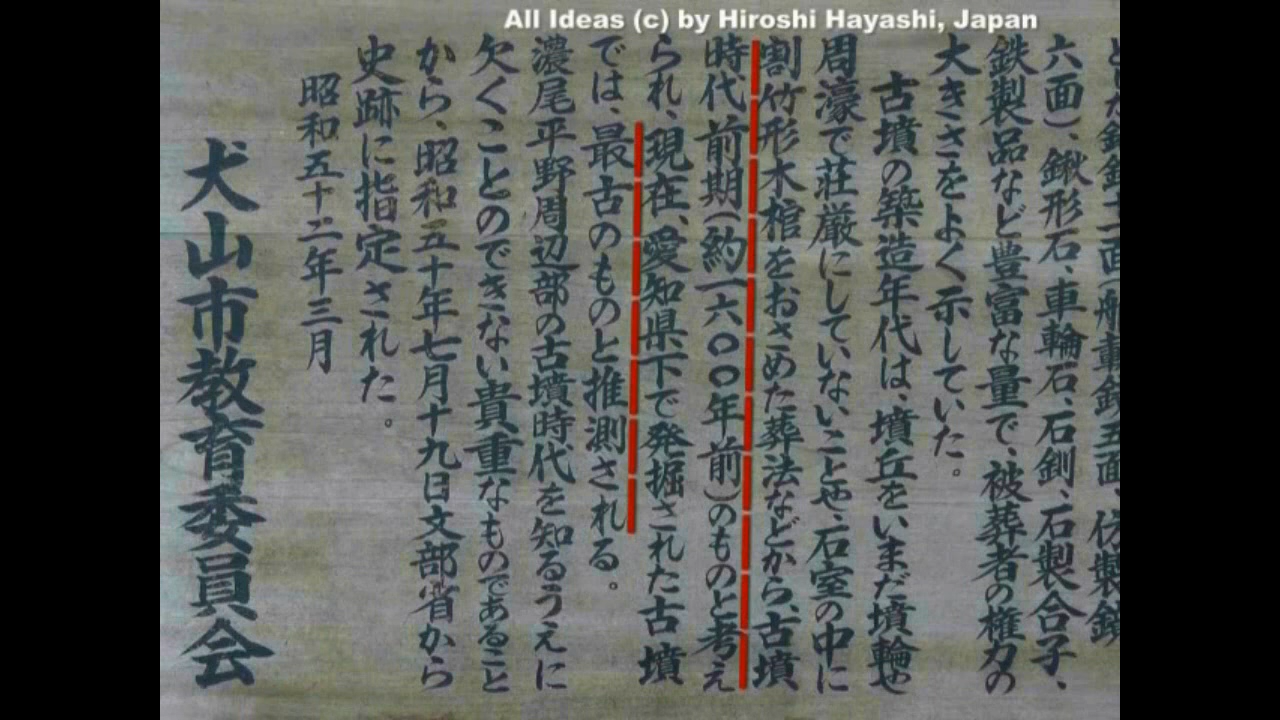 All Ideas (c) by Hiroshi Hayashi, Japan
面(舶載鏡五面、仿製鏡
六面)、鍬形石、車輪石、石釧、石製合子、
鉄製品など豊富な量で、被葬者の権力の
大きさをよく示していた。
古墳の築造年代は、墳丘をいまだ墳輪や
周濠で荘厳にしていないことや、石室の中に
割竹形木棺をおさめた葬法などから、古墳
時代前期(約一六〇〇年前)のものと考え
られ、現在、愛知県下で発掘された古墳
では、最古のものと推測される。
濃尾平野周辺部の古墳時代を知るうえに
欠くことのできない貴重なものであること
から、昭和五十年七月十九日文部省から
史跡に指定された。
昭和五十二年三月
犬山市教育委員会